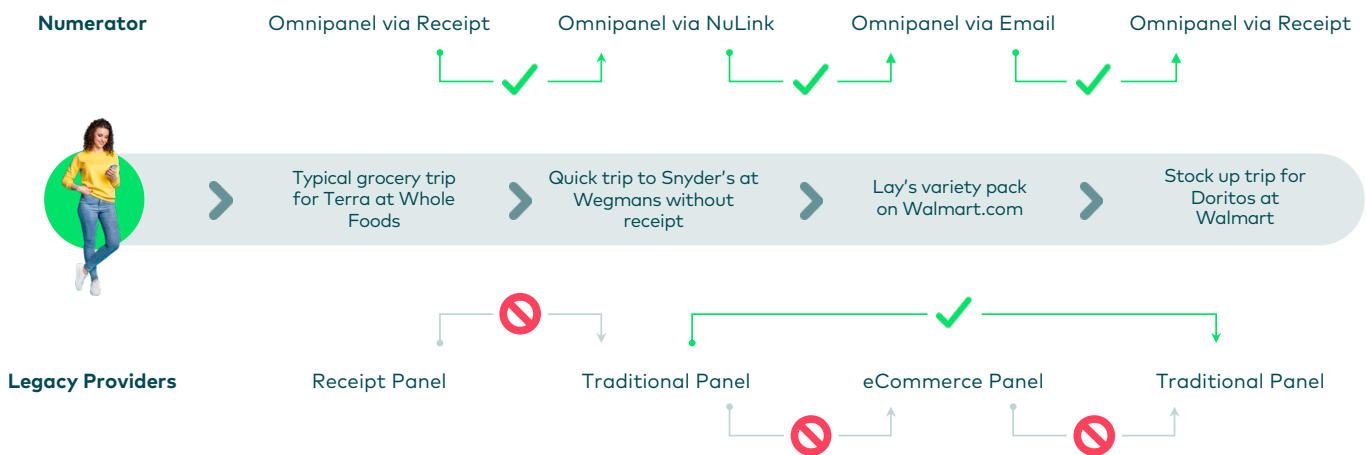 Numerator
Omnipanel via Receipt
Omnipanel via NuLink
Omnipanel via Email
Omnipanel via Receipt
Typical grocery trip
for Terra at Whole
Foods
Quick trip to Snyder's at
Wegmans without
receipt
Lay's variety pack
on Walmart.com
Stock up trip for
Doritos at
Walmart
Legacy Providers
Receipt Panel
Traditional Panel
eCommerce Panel
Traditional Panel